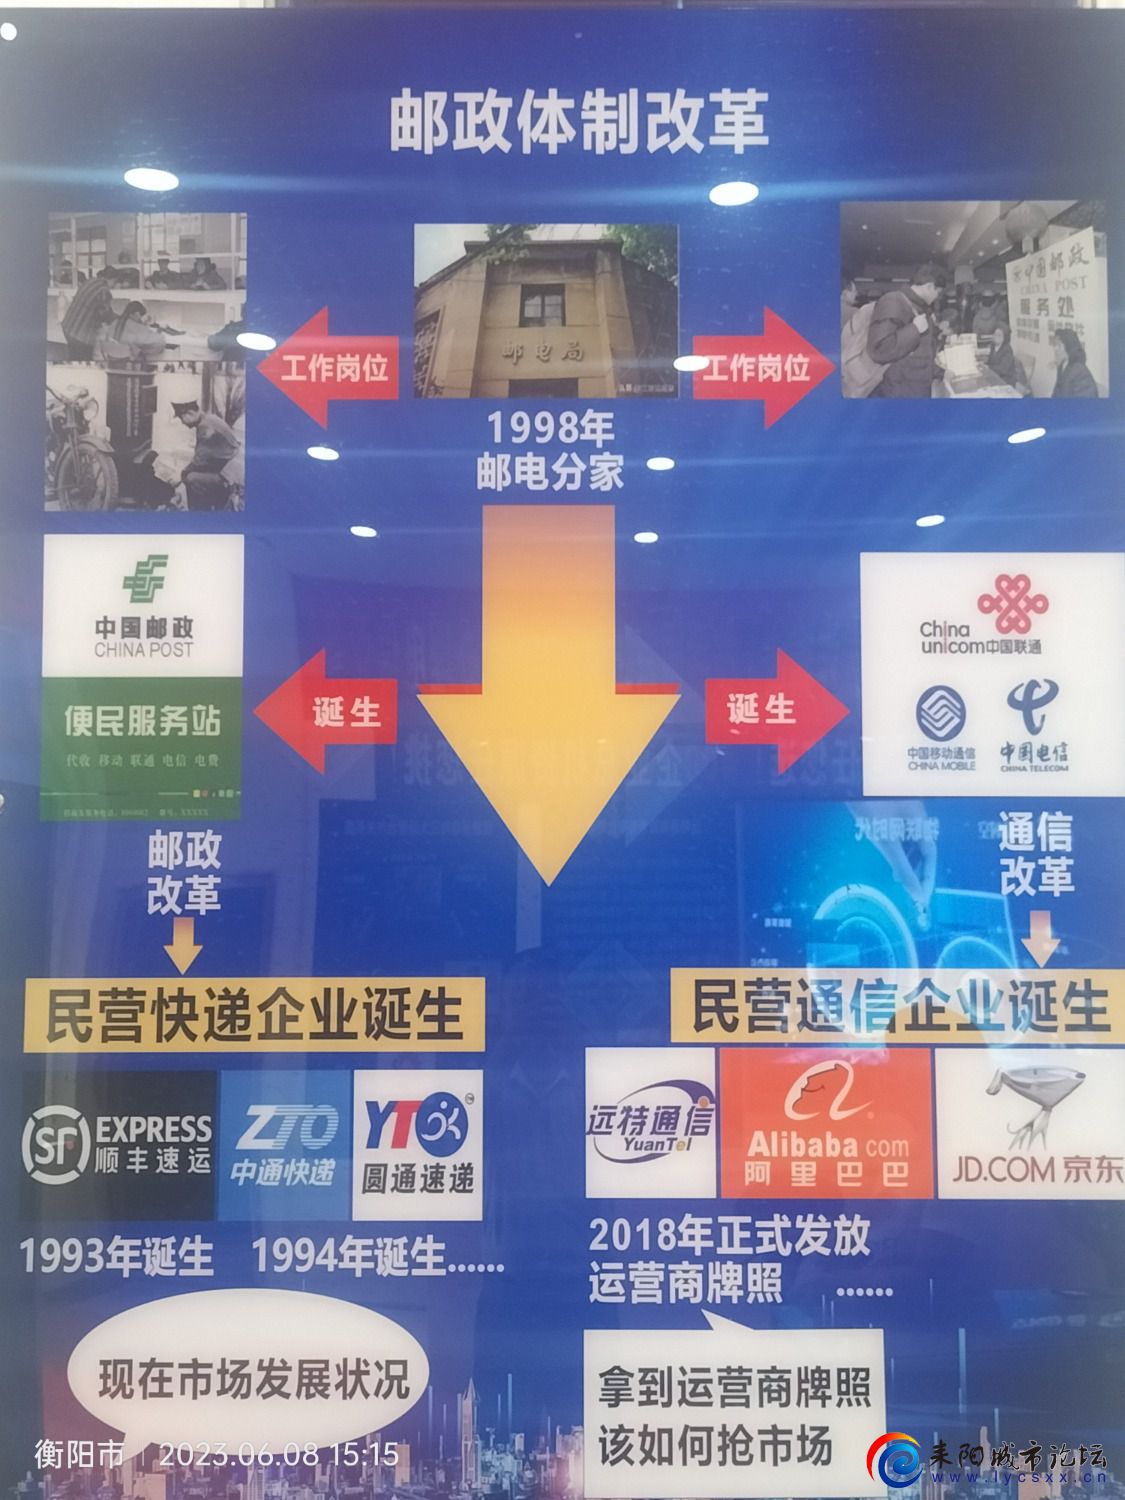 邮政体制改革
中国邮政
CHINA POST
服务处
邮电局
工作岗位
工作岗位
1998年
邮电分家
中国邮政
CHINA POST
便民服务站
代收 移动 联通 电信 电费
诞生
诞生
China
unicom中国联通
中国移动通信
CHINA MOBILE
中国电信
CHINA TELECOM
邮政
改革
通信
改革
民营快递企业诞生
民营通信企业诞生
SF EXPRESS
顺丰速运
ZTO
中通快递
YTO
圆通速递
远特通信
YuanTel
Alibaba.com
阿里巴巴
JD.COM 京东
1993年诞生
1994年诞生......
2018年正式发放
运营商牌照 ......
现在市场发展状况
拿到运营商牌照
该如何抢市场
衡阳市 2023.06.08 15:15
耒阳城市论坛
www.lycsxx.cn